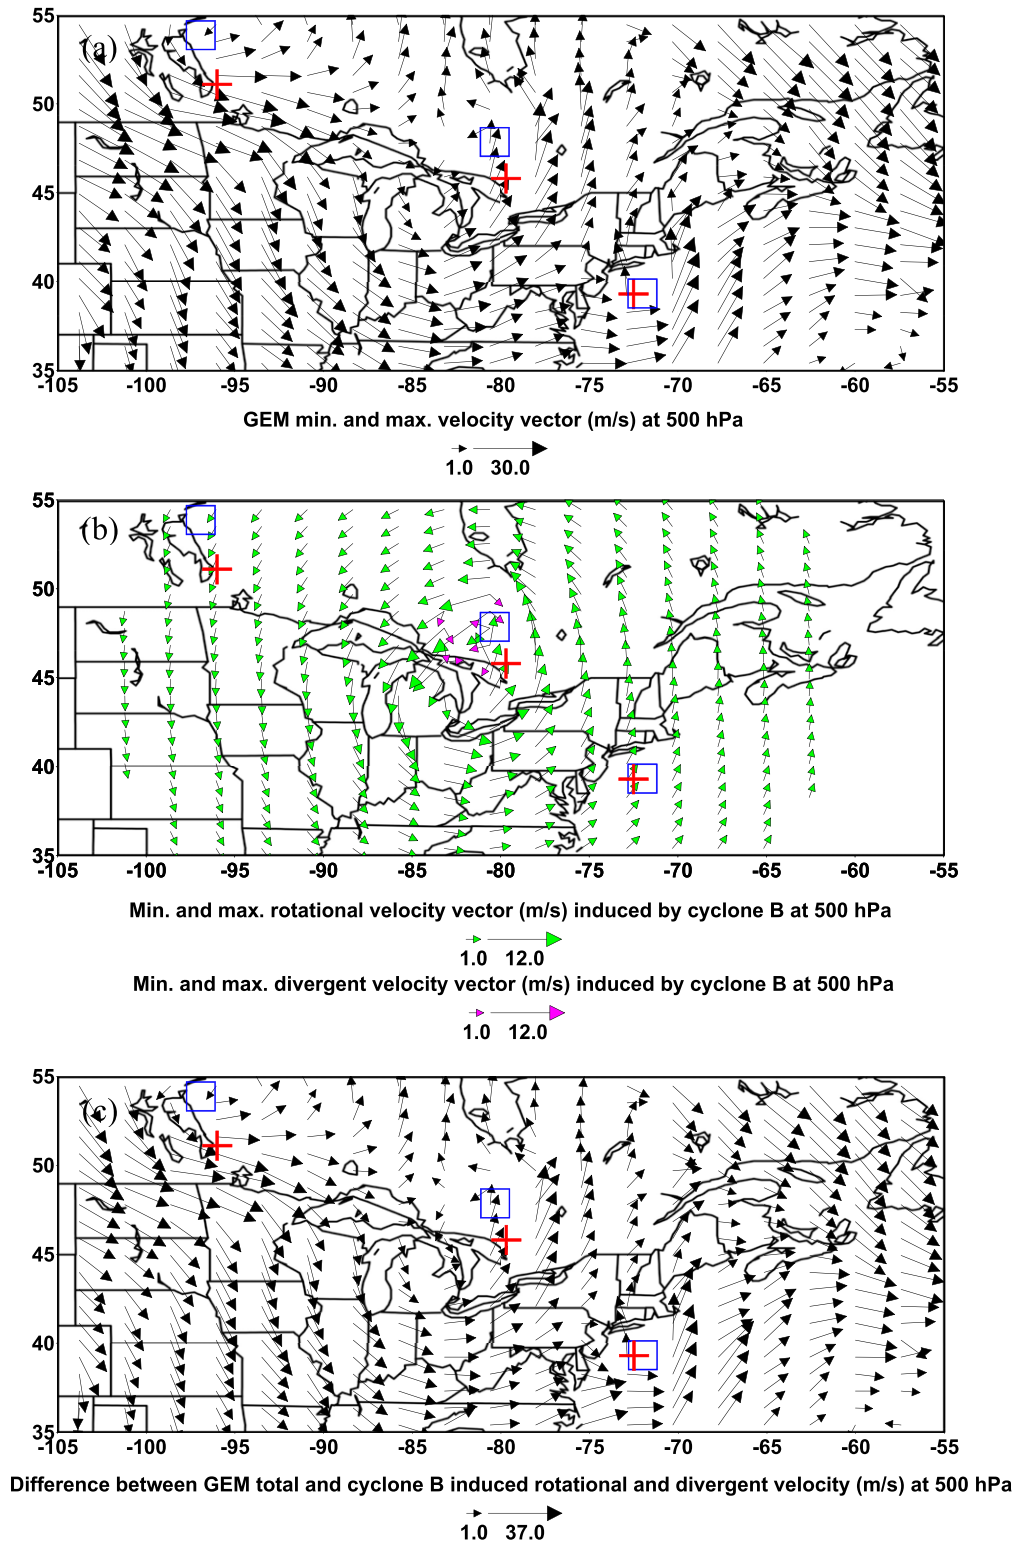 55
(a)
50
45
40
35
-105 -100 -95 -90 -85 -80 -75 -70 -65 -60 -55
GEM min. and max. velocity vector (m/s) at 500 hPa
1.0 30.0
55
(b)
50
45
40
35
-105 -100 -95 -90 -85 -80 -75 -70 -65 -60 -55
Min. and max. rotational velocity vector (m/s) induced by cyclone B at 500 hPa
1.0 12.0
Min. and max. divergent velocity vector (m/s) induced by cyclone B at 500 hPa
1.0 12.0
55
(c)
50
45
40
35
-105 -100 -95 -90 -85 -80 -75 -70 -65 -60 -55
Difference between GEM total and cyclone B induced rotational and divergent velocity (m/s) at 500 hPa
1.0 37.0